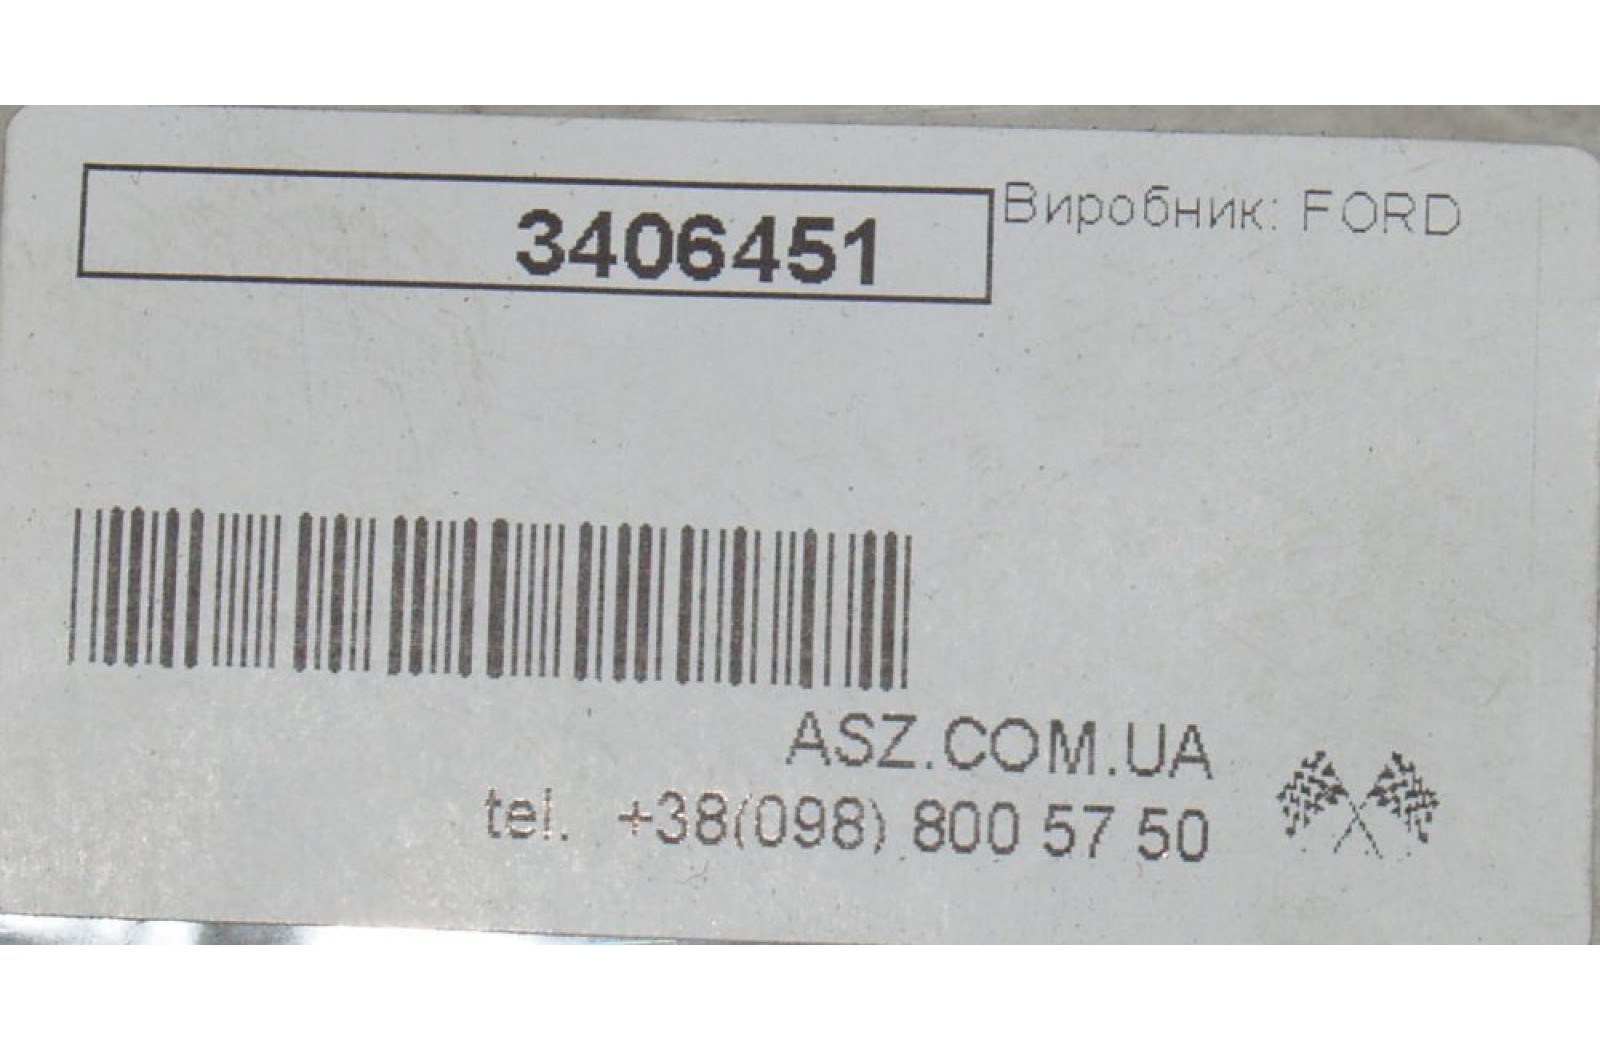 3406451 Виробник: FORD
ASZ.COM.UA
tel. +38(098) 800 57 50